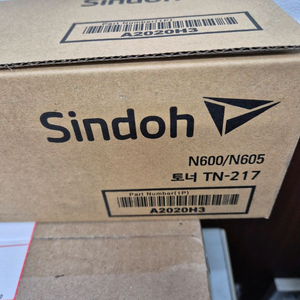 A2020H3
Sindoh
N600/N605
토너 TN-217
Part Number(1P)
A2020H3